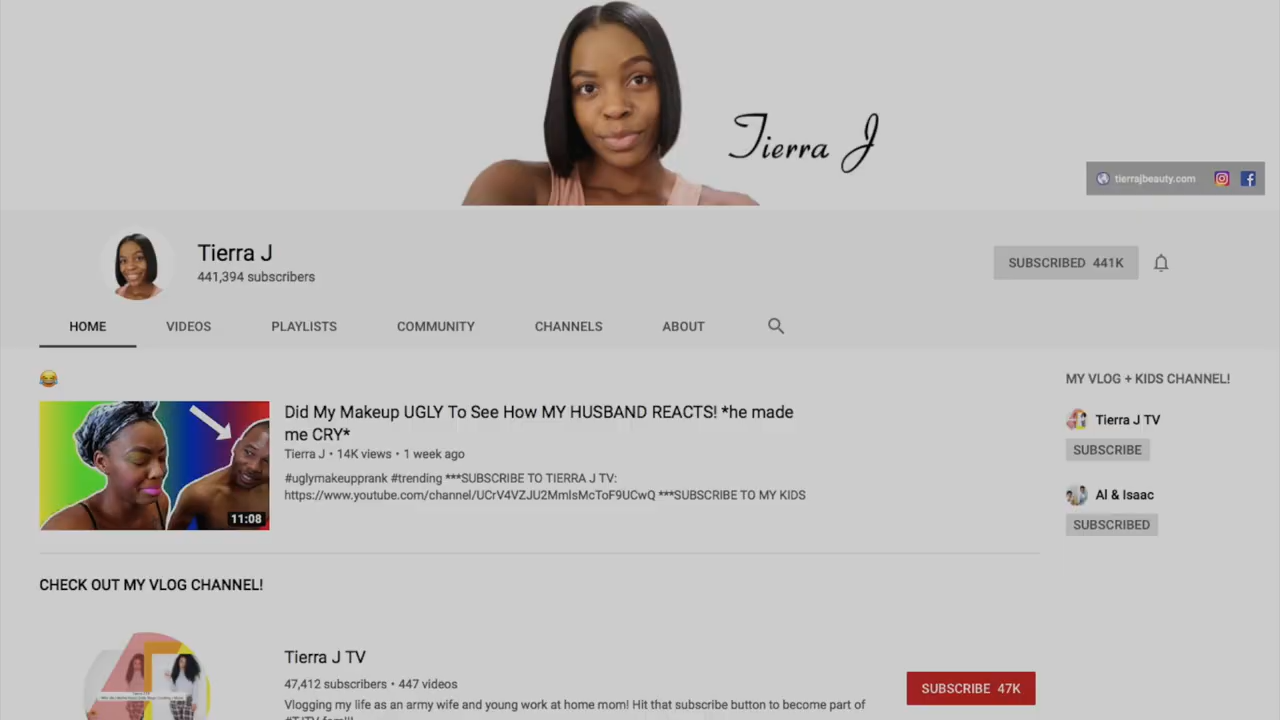 Tierra J
tierrajbeauty.com
Tierra J
441,394 subscribers
SUBSCRIBED 441K
HOME VIDEOS PLAYLISTS COMMUNITY CHANNELS ABOUT
😂
Did My Makeup UGLY To See How MY HUSBAND REACTS! *he made
me CRY*
Tierra J • 14K views • 1 week ago
#uglymakeupprank #trending ***SUBSCRIBE TO TIERRA J TV:
https://www.youtube.com/channel/UCrV4VZJU2MmlsMcToF9UCwQ ***SUBSCRIBE TO MY KIDS
11:08
MY VLOG + KIDS CHANNEL!
Tierra J TV
SUBSCRIBE
Al & Isaac
SUBSCRIBED
CHECK OUT MY VLOG CHANNEL!
Tierra J TV
47,412 subscribers • 447 videos
Vlogging my life as an army wife and young work at home mom! Hit that subscribe button to become part of
SUBSCRIBE 47K